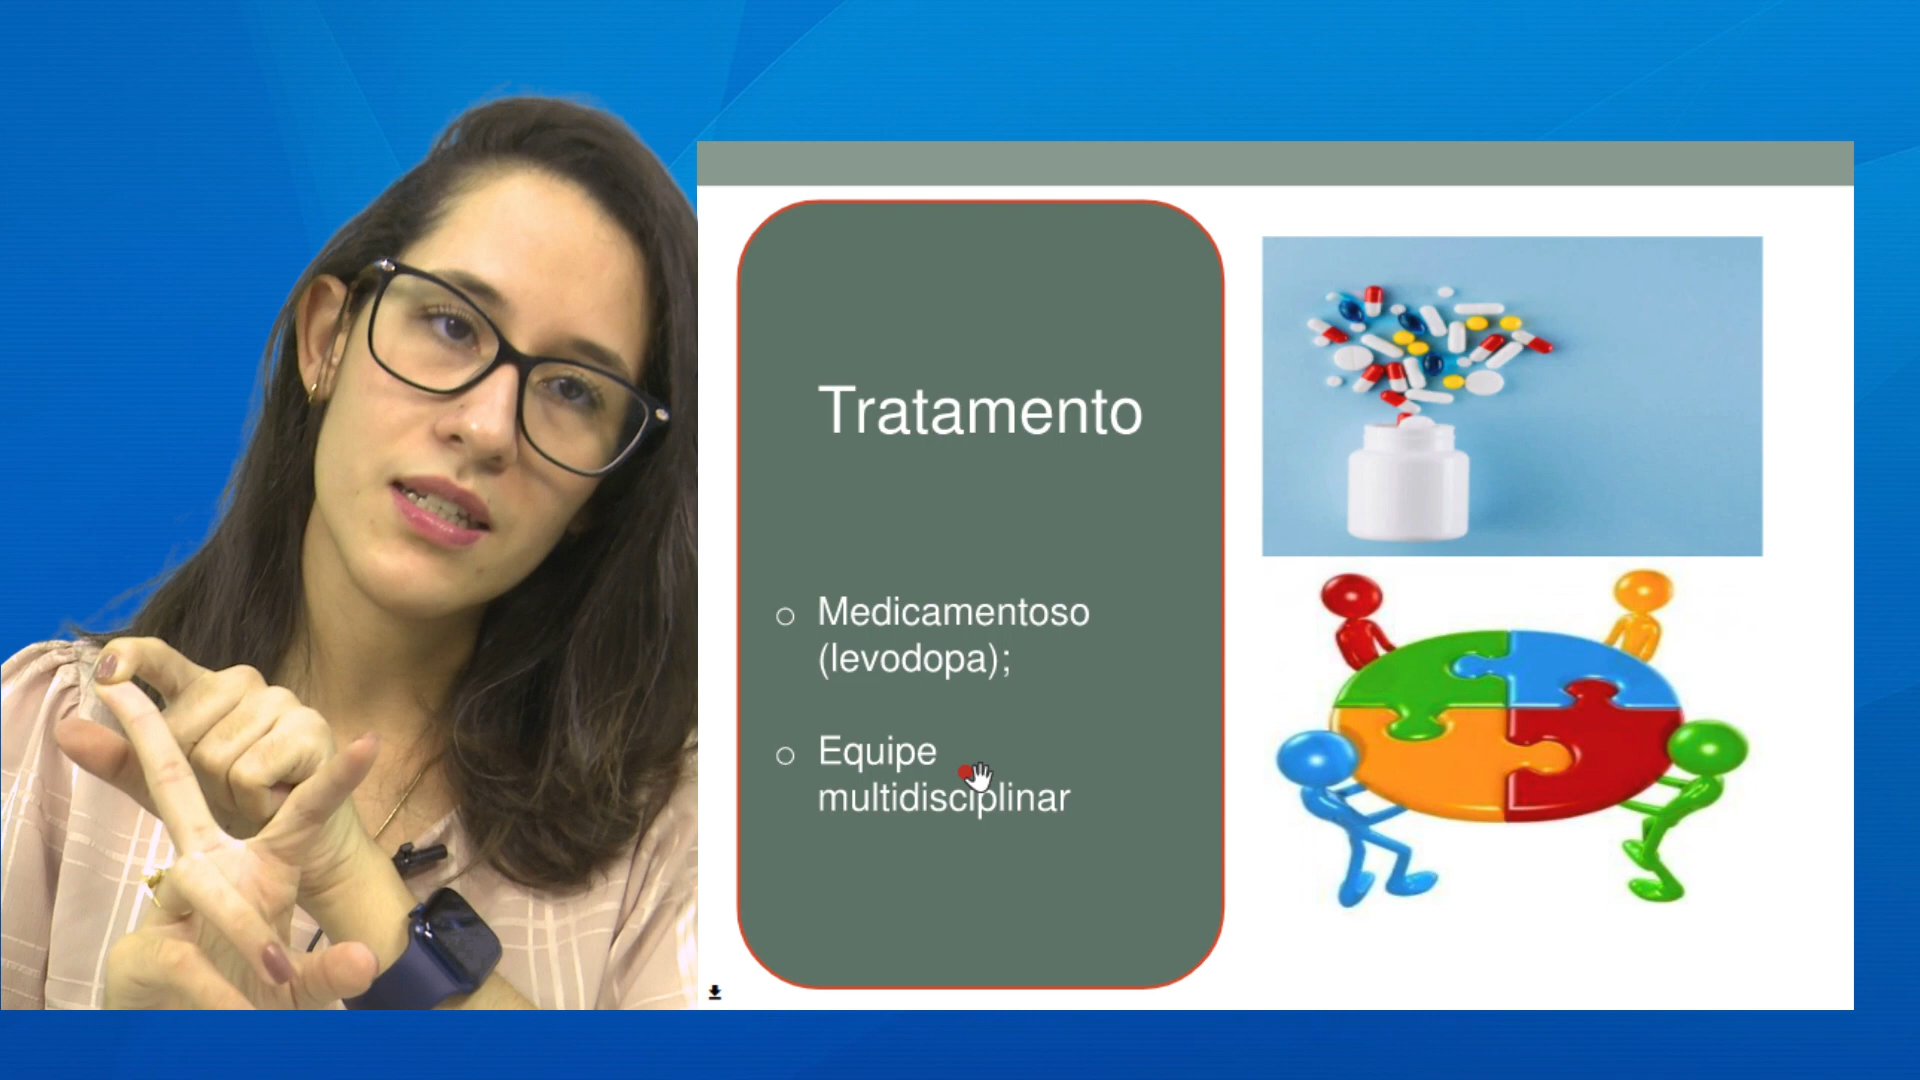 Tratamento
Medicamentoso
(levodopa);
Equipe
multidisciplinar